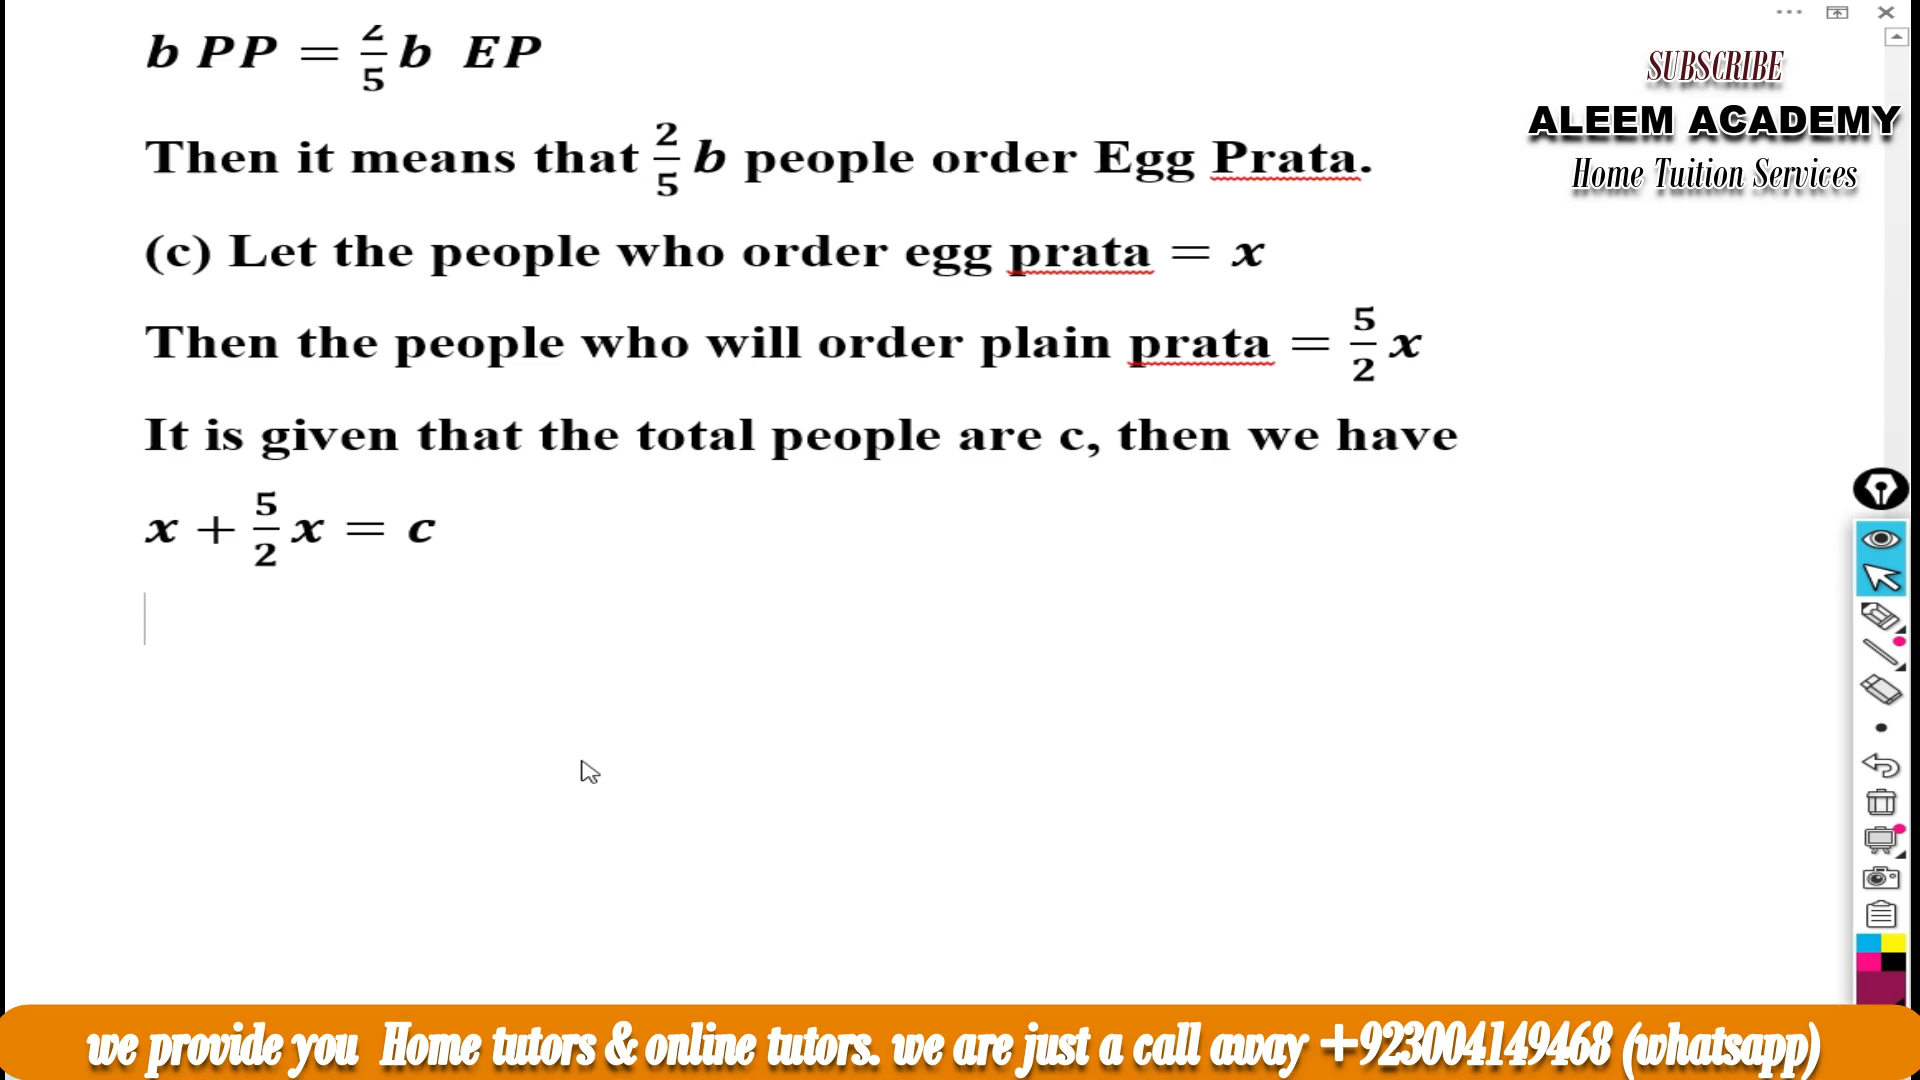 b PP = 2/5 b EP
SUBSCRIBE
ALEEM ACADEMY
Home Tuition Services
Then it means that 2/5 b people order Egg Prata.
(c) Let the people who order egg prata = x
Then the people who will order plain prata = 5/2 x
It is given that the total people are c, then we have
x + 5/2 x = c
we provide you Home tutors & online tutors. we are just a call away +923004149468 (whatsapp)